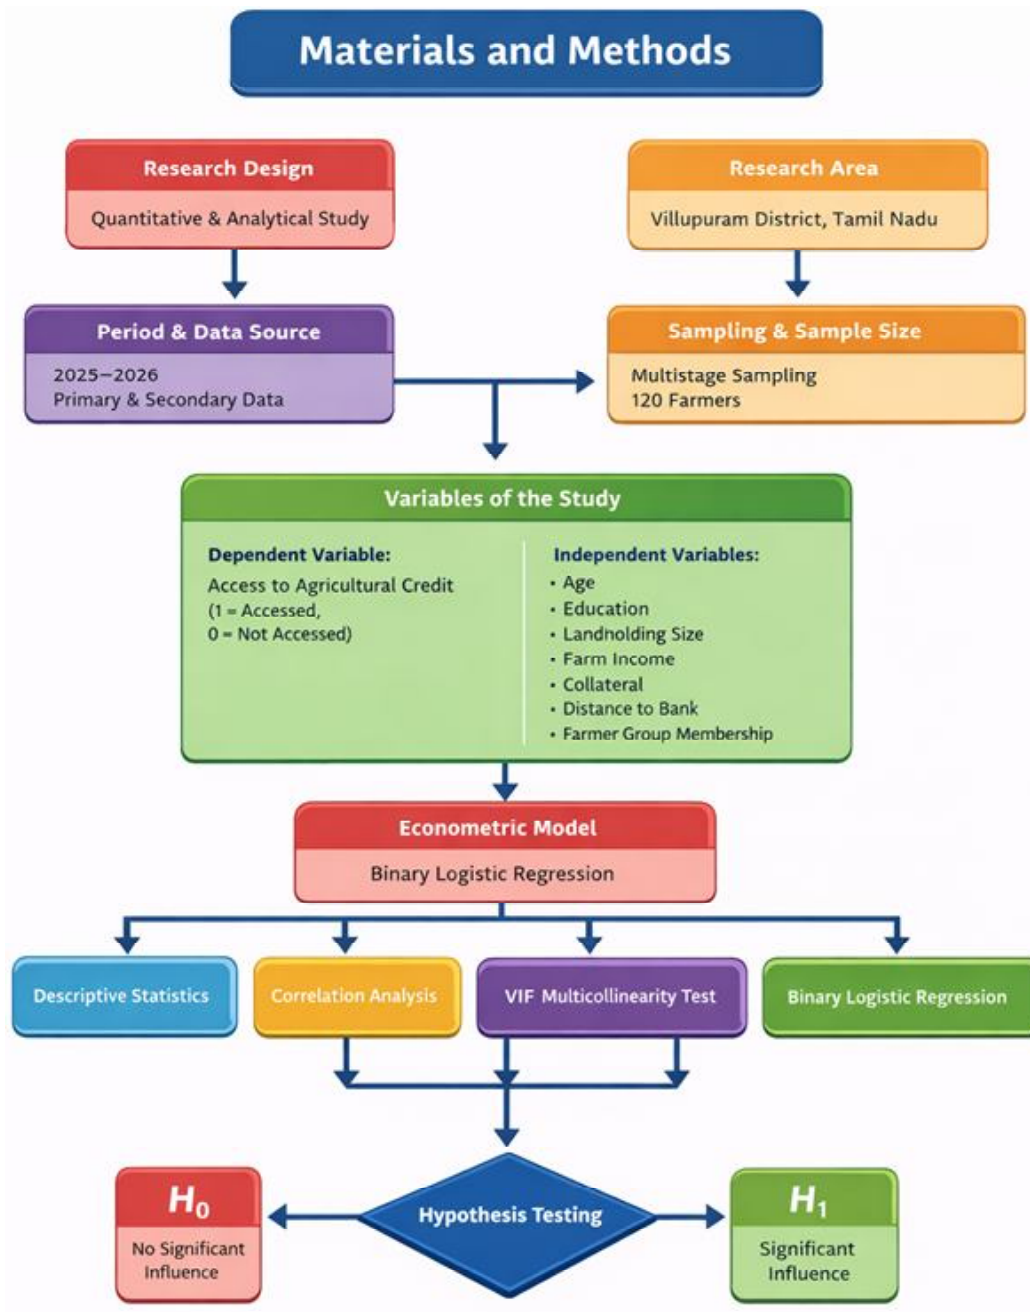 Materials and Methods
Research Design
Quantitative & Analytical Study
Research Area
Villupuram District, Tamil Nadu
Period & Data Source
2025–2026
Primary & Secondary Data
Sampling & Sample Size
Multistage Sampling
120 Farmers
Variables of the Study
Dependent Variable:
Access to Agricultural Credit
(1 = Accessed,
0 = Not Accessed)
Independent Variables:
• Age
• Education
• Landholding Size
• Farm Income
• Collateral
• Distance to Bank
• Farmer Group Membership
Econometric Model
Binary Logistic Regression
Descriptive Statistics
Correlation Analysis
VIF Multicollinearity Test
Binary Logistic Regression
Hypothesis Testing
H₀
No Significant
Influence
H₁
Significant
Influence